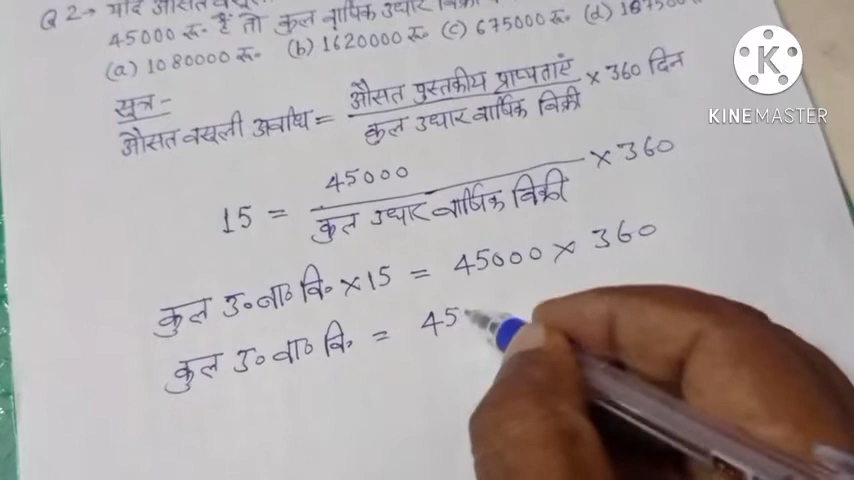 Q 2→ यदि औसत
45000 रू॰ हैं तो कुल वार्षिक उधार
(a) 1080000 रू॰ (b) 1620000 रू॰ (c) 675000 रू॰ (d)
सूत्र -
औसत वसूली अवधि = औसत पुस्तकीय प्राप्यताएं / कुल उधार वार्षिक बिक्री × 360 दिन
15 = 45000 / कुल उधार वार्षिक बिक्री × 360
कुल उ॰ वा॰ बि॰ × 15 = 45000 × 360
कुल उ॰ वा॰ बि॰ = 45
KINEMASTER